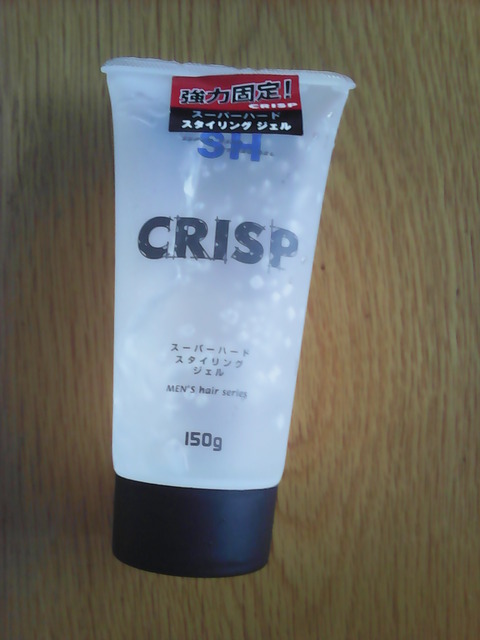 強力固定!
CRISP
スーパーハード
スタイリング ジェル
SH
CRISP
スーパーハード
スタイリング
ジェル
MEN'S hair series
150g